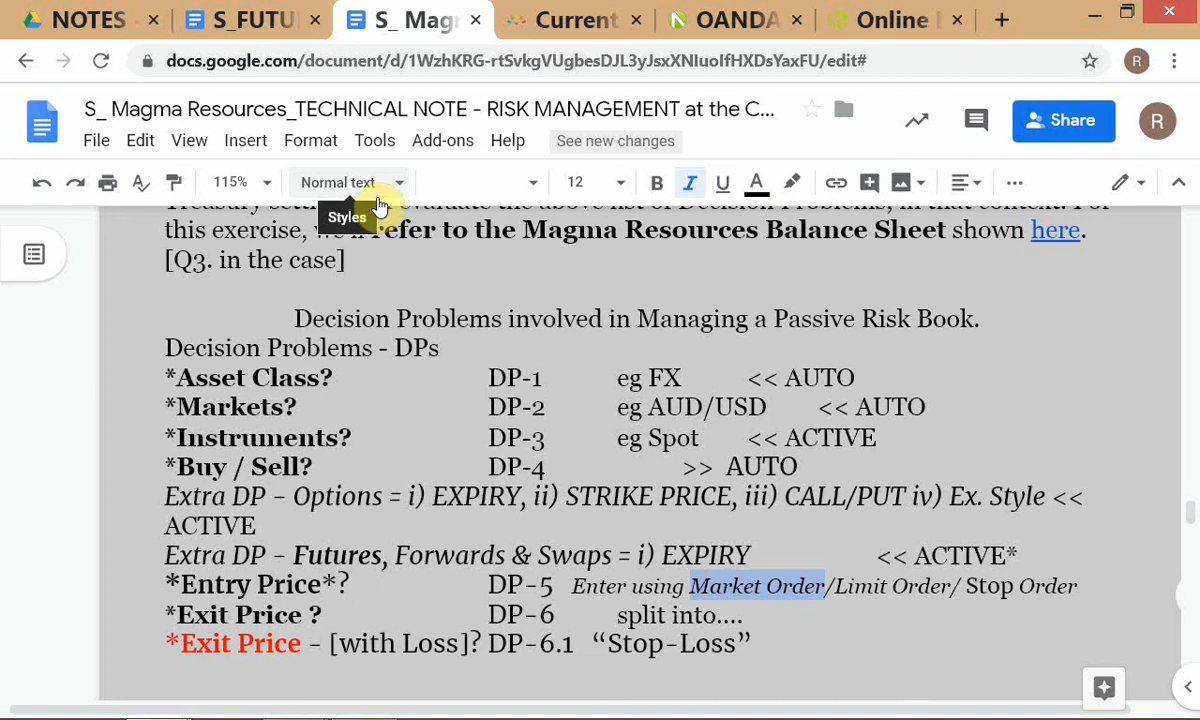 NOTES
S_FUTU
S_ Mag
Current
OANDA
Online
docs.google.com/document/d/1WzhKRG-rtSvkgVUgbesDJL3yJsxXNIuoIfHXDsYaxFU/edit#
R
S_ Magma Resources_TECHNICAL NOTE - RISK MANAGEMENT at the C...
Share
R
File Edit View Insert Format Tools Add-ons Help See new changes
115% Normal text 12 B I U A
Styles
this exercise, refer to the Magma Resources Balance Sheet shown here.
[Q3. in the case]
Decision Problems involved in Managing a Passive Risk Book.
Decision Problems - DPs
*Asset Class? DP-1 eg FX << AUTO
*Markets? DP-2 eg AUD/USD << AUTO
*Instruments? DP-3 eg Spot << ACTIVE
*Buy / Sell? DP-4 >> AUTO
Extra DP - Options = i) EXPIRY, ii) STRIKE PRICE, iii) CALL/PUT iv) Ex. Style <<
ACTIVE
Extra DP - Futures, Forwards & Swaps = i) EXPIRY << ACTIVE*
*Entry Price*? DP-5 Enter using Market Order/Limit Order/ Stop Order
*Exit Price ? DP-6 split into....
*Exit Price - [with Loss]? DP-6.1 “Stop-Loss”